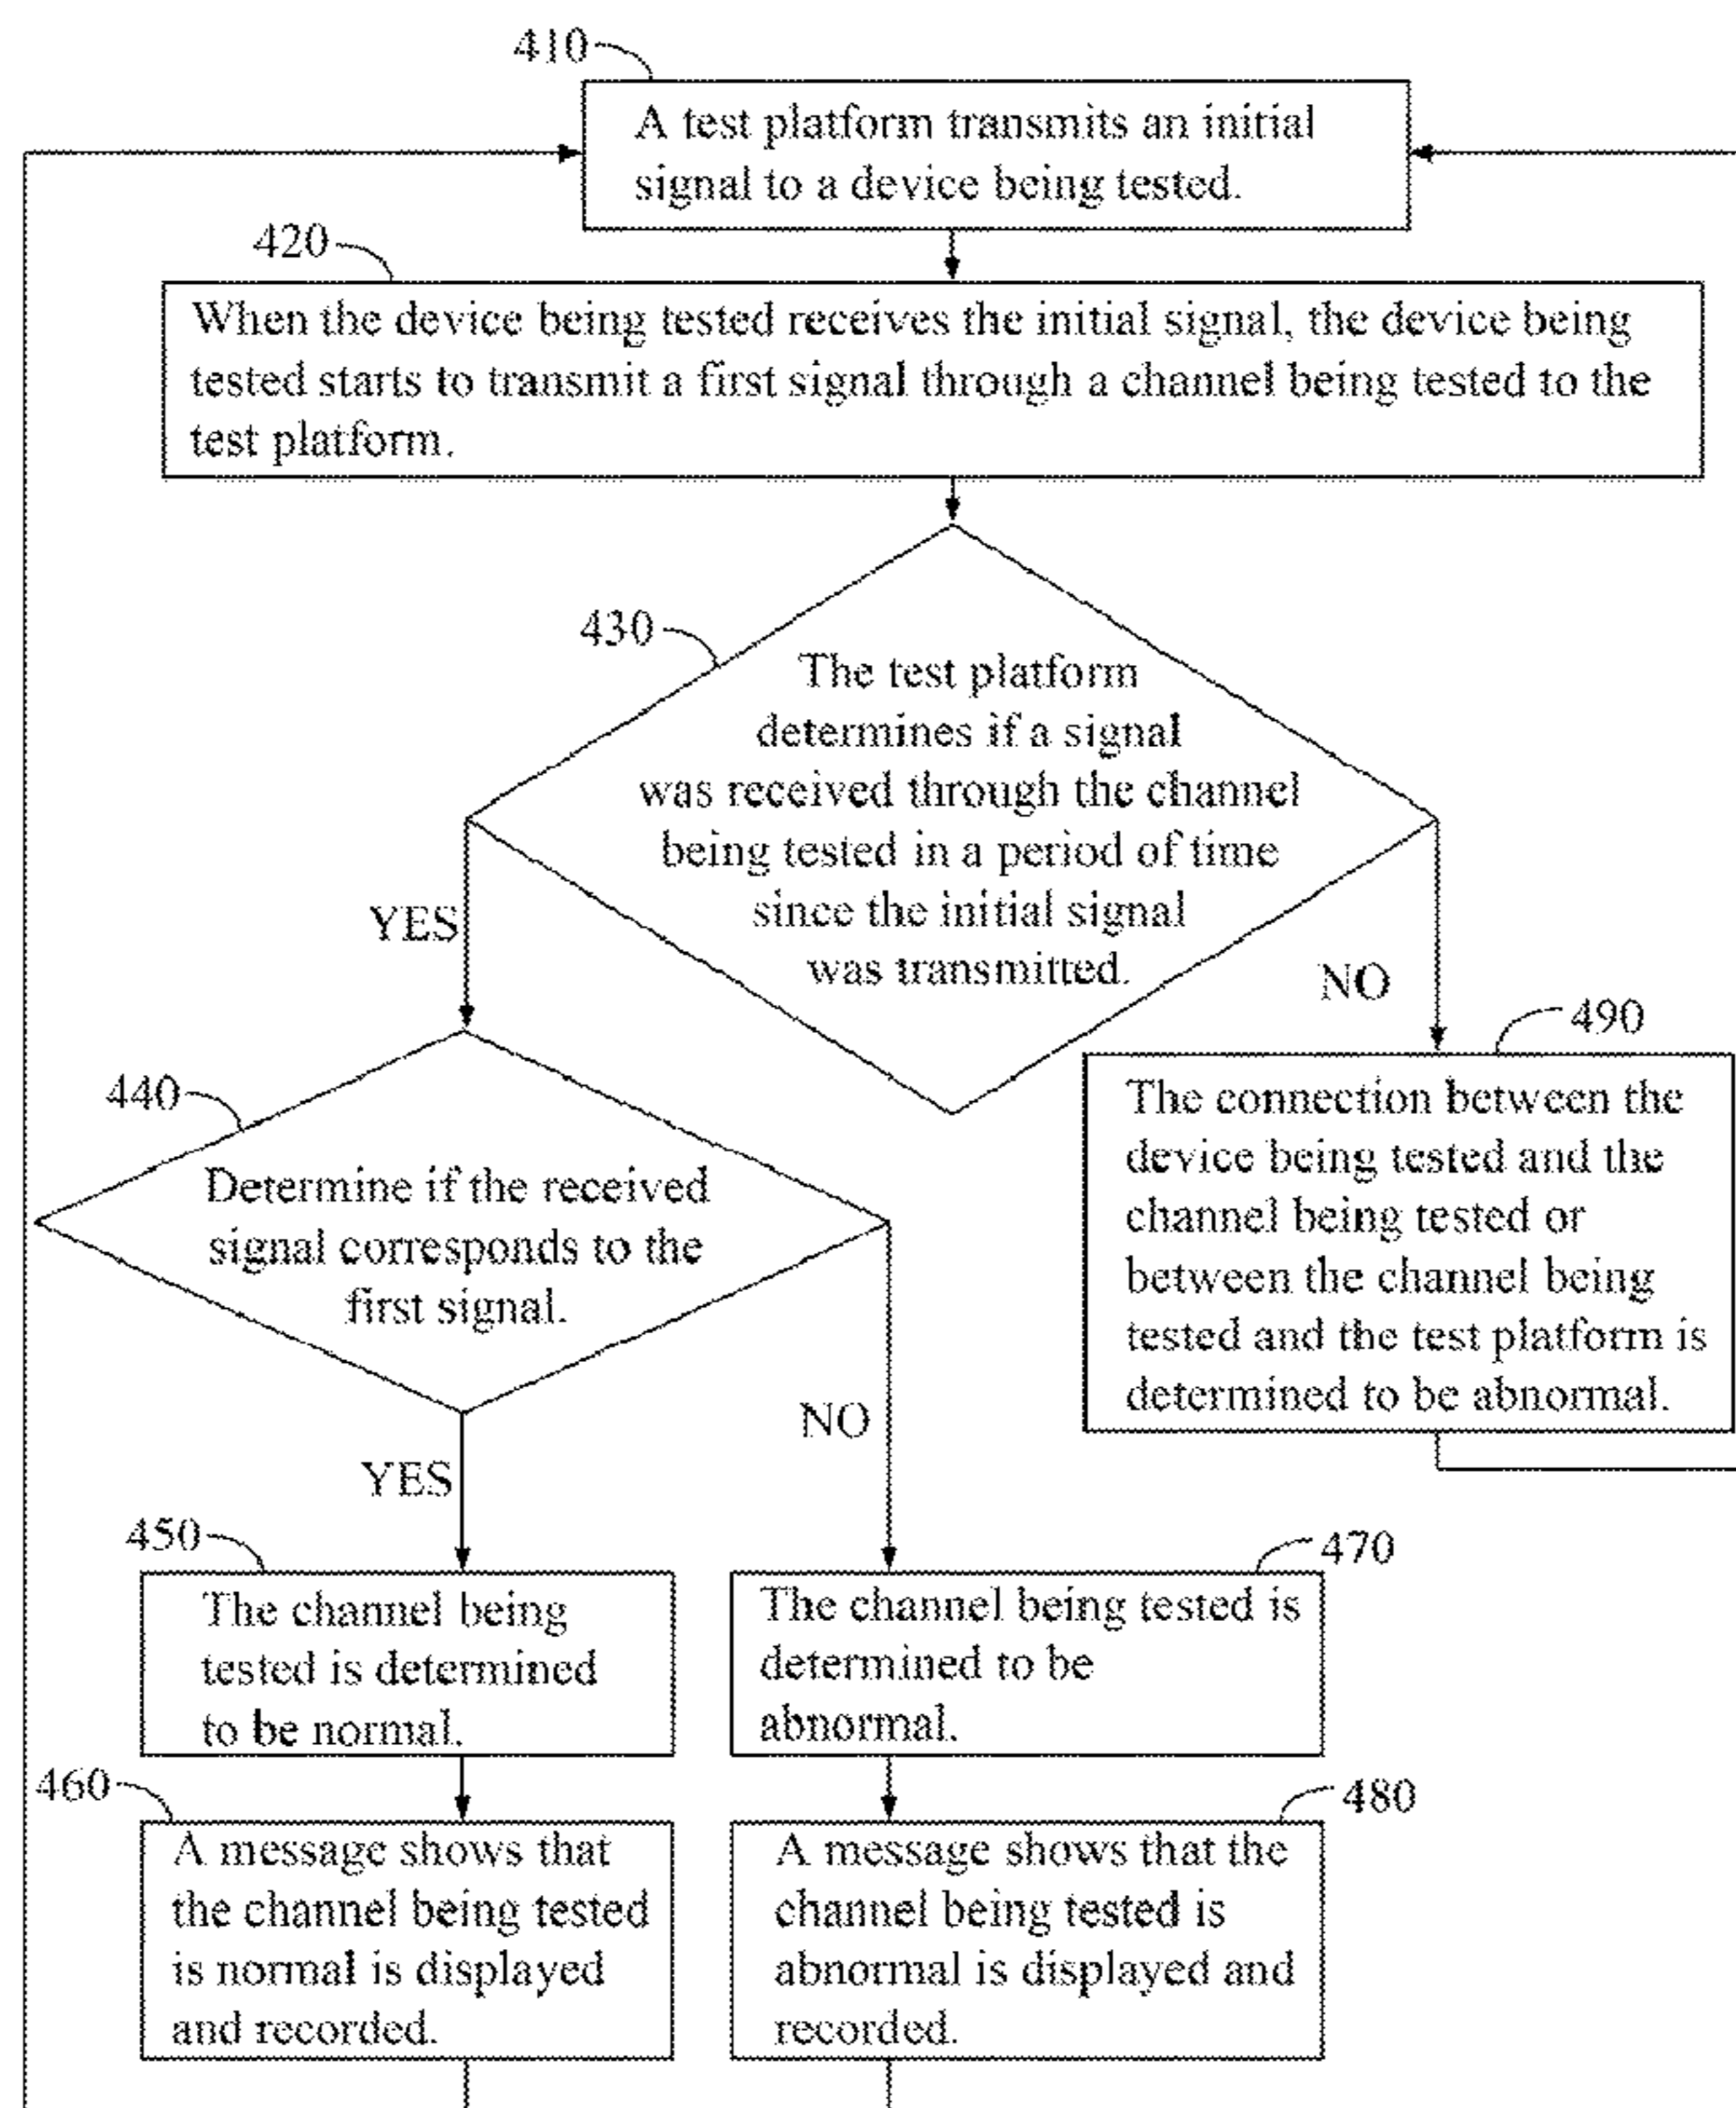 410
A test platform transmits an initial
signal to a device being tested.
420
When the device being tested receives the initial signal, the device being
tested starts to transmit a first signal through a channel being tested to the
test platform.
430
The test platform
determines if a signal
was received through the channel
being tested in a period of time
since the initial signal
was transmitted.
YES
NO
440
Determine if the received
signal corresponds to the
first signal.
490
The connection between the
device being tested and the
channel being tested or
between the channel being
tested and the test platform is
determined to be abnormal.
YES
NO
450
The channel being
tested is determined
to be normal.
470
The channel being tested is
determined to be
abnormal.
460
A message shows that
the channel being tested
is normal is displayed
and recorded.
480
A message shows that the
channel being tested is
abnormal is displayed and
recorded.